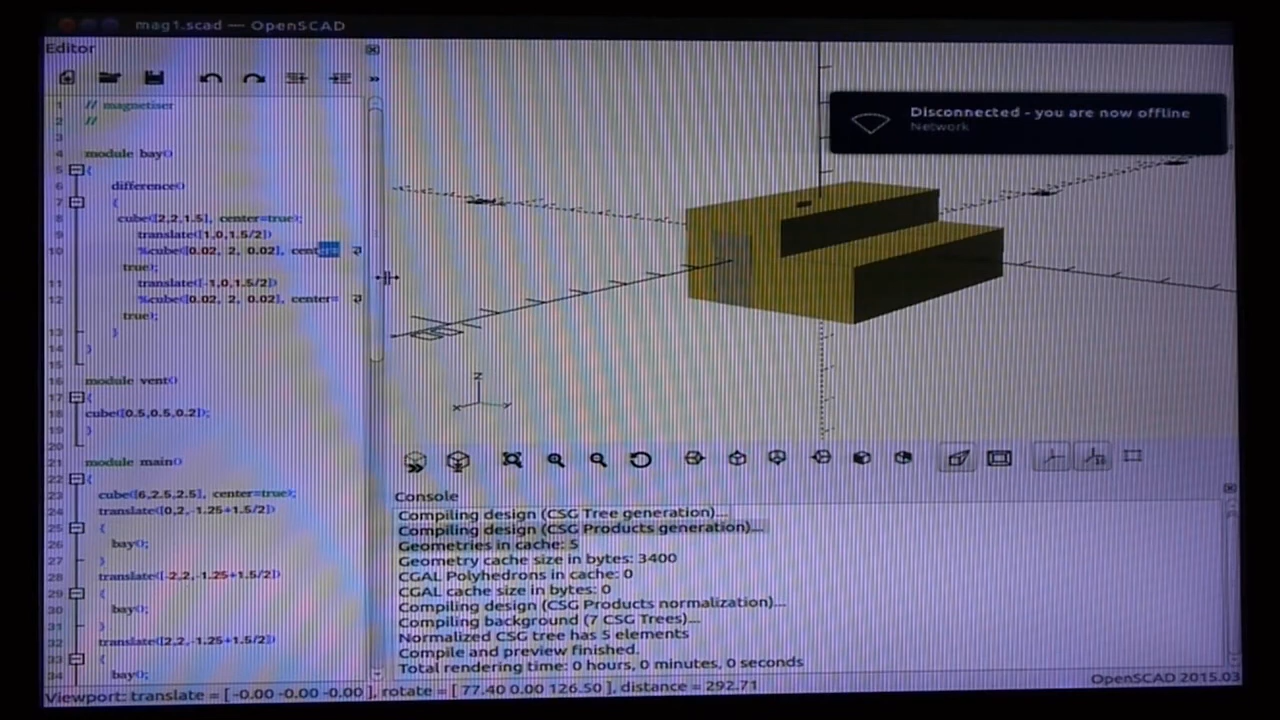 mag1.scad — OpenSCAD
Editor
1 // magnetiser
2 //
3
4 module bay()
5 {
6 difference()
7 {
8 cube([2,2,1.5], center=true);
9 translate([1,0,1.5/2])
10 %cube([0.02, 2, 0.02], center=
true);
11 translate([-1,0,1.5/2])
12 %cube([0.02, 2, 0.02], center=
true);
13 }
14 }
15
16 module vent()
17 {
18 cube([0.5,0.5,0.2]);
19 }
20
21 module main()
22 {
23 cube([6,2.5,2.5], center=true);
24 translate([0,2,-1.25+1.5/2])
25 {
26 bay();
27 }
28 translate([-2,2,-1.25+1.5/2])
29 {
30 bay();
31 }
32 translate([2,2,-1.25+1.5/2])
33 {
34 bay();
Disconnected - you are now offline
Network
Z
X Y
Console
Compiling design (CSG Tree generation)...
Compiling design (CSG Products generation)...
Geometries in cache: 5
Geometry cache size in bytes: 3400
CGAL Polyhedrons in cache: 0
CGAL cache size in bytes: 0
Compiling design (CSG Products normalization)...
Compiling background (7 CSG Trees)...
Normalized CSG tree has 5 elements
Compile and preview finished.
Total rendering time: 0 hours, 0 minutes, 0 seconds
Viewport: translate = [ -0.00 -0.00 -0.00 ], rotate = [ 77.40 0.00 126.50 ], distance = 292.71
OpenSCAD 2015.03